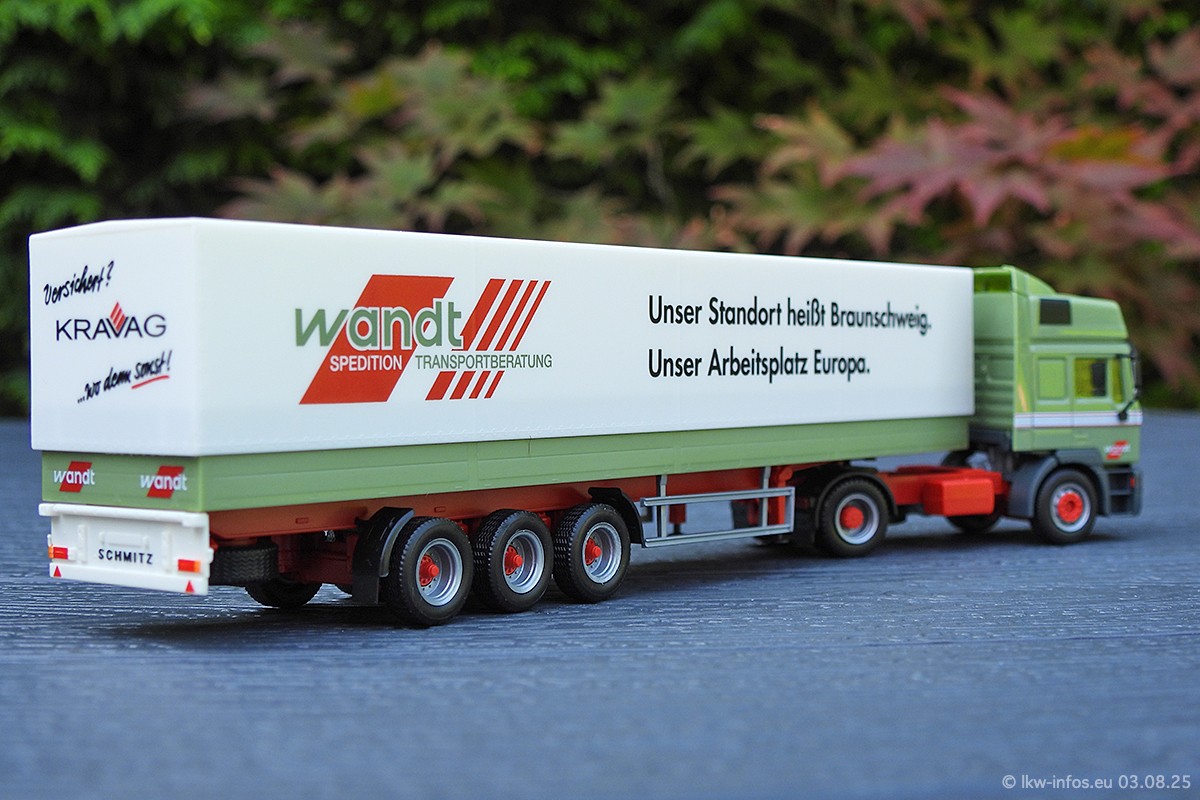 Versichert?
KRAVAG
...wo denn sonst!
wandt
SPEDITION TRANSPORTBERATUNG
Unser Standort heißt Braunschweig.
Unser Arbeitsplatz Europa.
wandt
wandt
wandt
SCHMITZ
© lkw-infos.eu 03.08.25